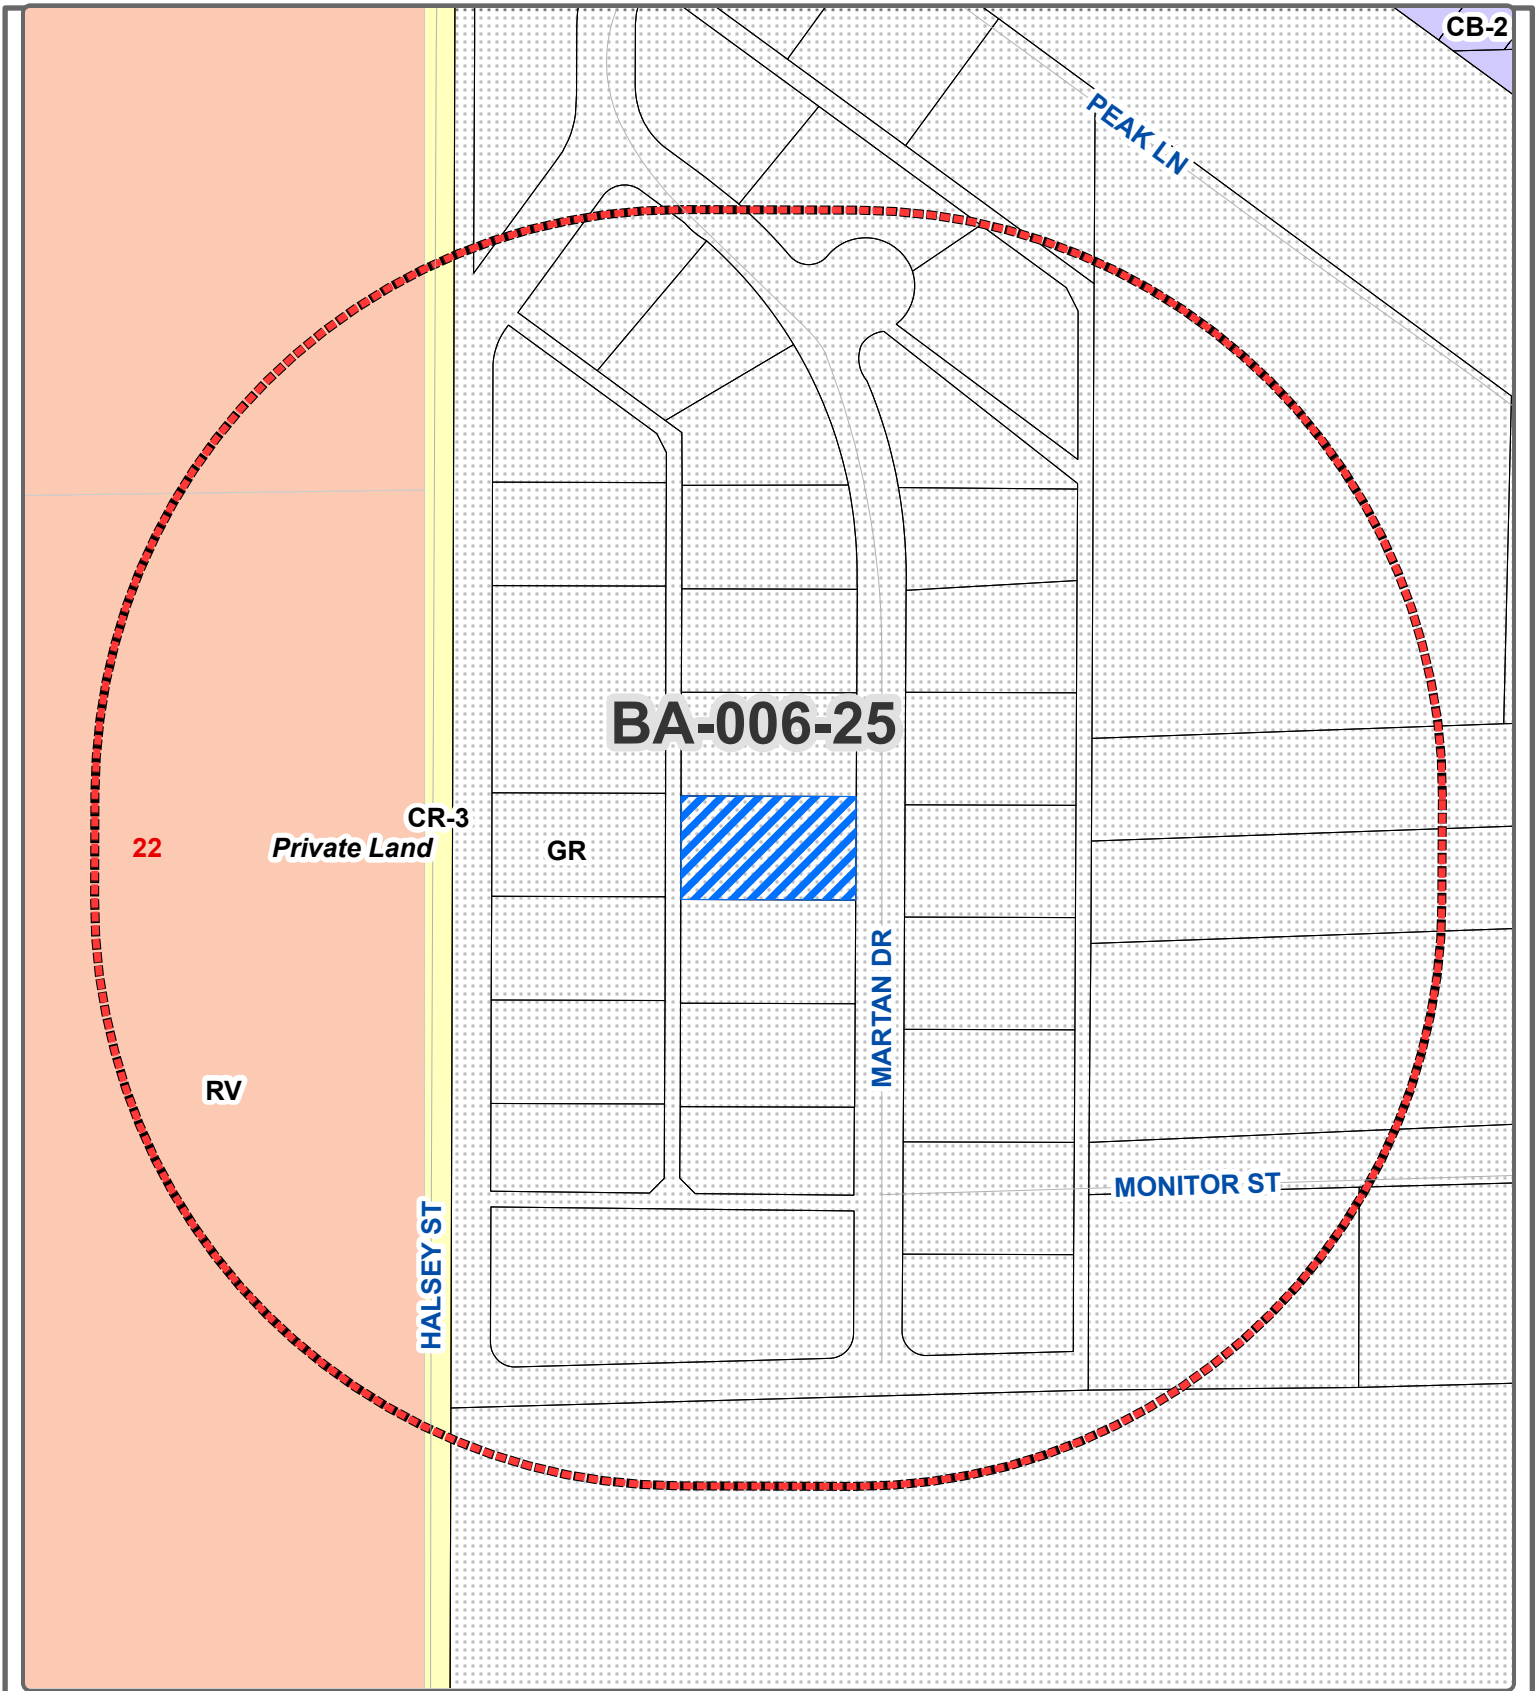 CB-2
PEAK LN
BA-006-25
CR-3
22
Private Land
GR
MARTAN DR
RV
MONITOR ST
HALSEY ST